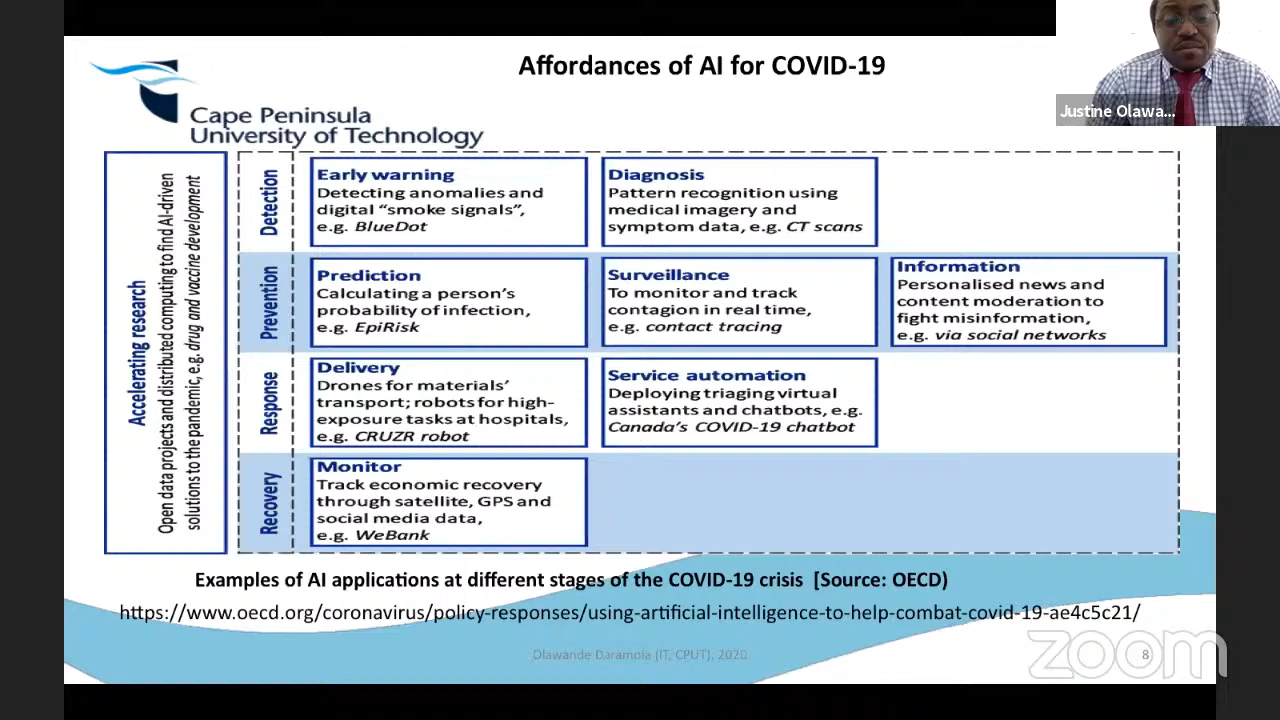 Affordances of AI for COVID-19
Justine Olawa...
Cape Peninsula
University of Technology
Accelerating research
Open data projects and distributed computing to find AI-driven
solutions to the pandemic, e.g. drug and vaccine development
Detection
Early warning
Detecting anomalies and
digital “smoke signals”,
e.g. BlueDot
Diagnosis
Pattern recognition using
medical imagery and
symptom data, e.g. CT scans
Prevention
Prediction
Calculating a person’s
probability of infection,
e.g. EpiRisk
Surveillance
To monitor and track
contagion in real time,
e.g. contact tracing
Information
Personalised news and
content moderation to
fight misinformation,
e.g. via social networks
Response
Delivery
Drones for materials’
transport; robots for high-
exposure tasks at hospitals,
e.g. CRUZR robot
Service automation
Deploying triaging virtual
assistants and chatbots, e.g.
Canada’s COVID-19 chatbot
Recovery
Monitor
Track economic recovery
through satellite, GPS and
social media data,
e.g. WeBank
Examples of AI applications at different stages of the COVID-19 crisis [Source: OECD)
https://www.oecd.org/coronavirus/policy-responses/using-artificial-intelligence-to-help-combat-covid-19-ae4c5c21/
Olawande Daramola (IT, CPUT), 2020
8
zoom